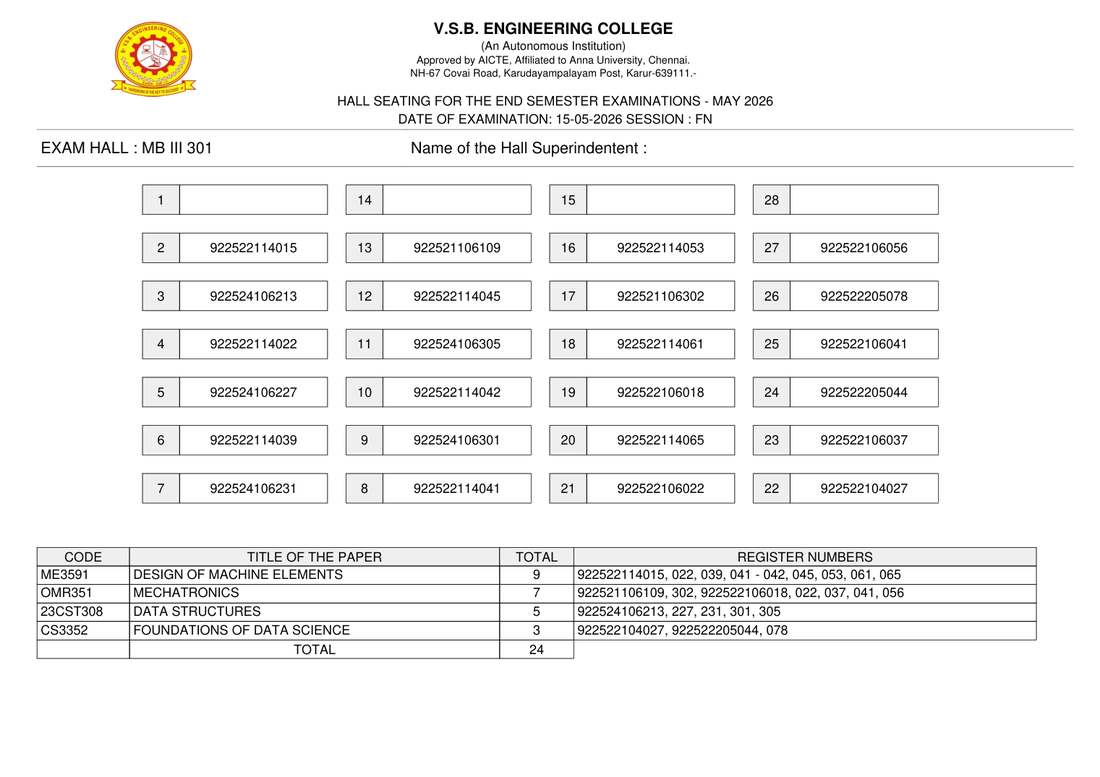 V.S.B. ENGINEERING COLLEGE
(An Autonomous Institution)
Approved by AICTE, Affiliated to Anna University, Chennai.
NH-67 Covai Road, Karudayampalayam Post, Karur-639111.-
HALL SEATING FOR THE END SEMESTER EXAMINATIONS - MAY 2026
DATE OF EXAMINATION: 15-05-2026 SESSION : FN
EXAM HALL : MB III 301 Name of the Hall Superindentent :
1 14 15 28
2 922522114015 13 922521106109 16 922522114053 27 922522106056
3 922524106213 12 922522114045 17 922521106302 26 922522205078
4 922522114022 11 922524106305 18 922522114061 25 922522106041
5 922524106227 10 922522114042 19 922522106018 24 922522205044
6 922522114039 9 922524106301 20 922522114065 23 922522106037
7 922524106231 8 922522114041 21 922522106022 22 922522104027
CODE TITLE OF THE PAPER TOTAL REGISTER NUMBERS
ME3591 DESIGN OF MACHINE ELEMENTS 9 922522114015, 022, 039, 041 - 042, 045, 053, 061, 065
OMR351 MECHATRONICS 7 922521106109, 302, 922522106018, 022, 037, 041, 056
23CST308 DATA STRUCTURES 5 922524106213, 227, 231, 301, 305
CS3352 FOUNDATIONS OF DATA SCIENCE 3 922522104027, 922522205044, 078
TOTAL 24